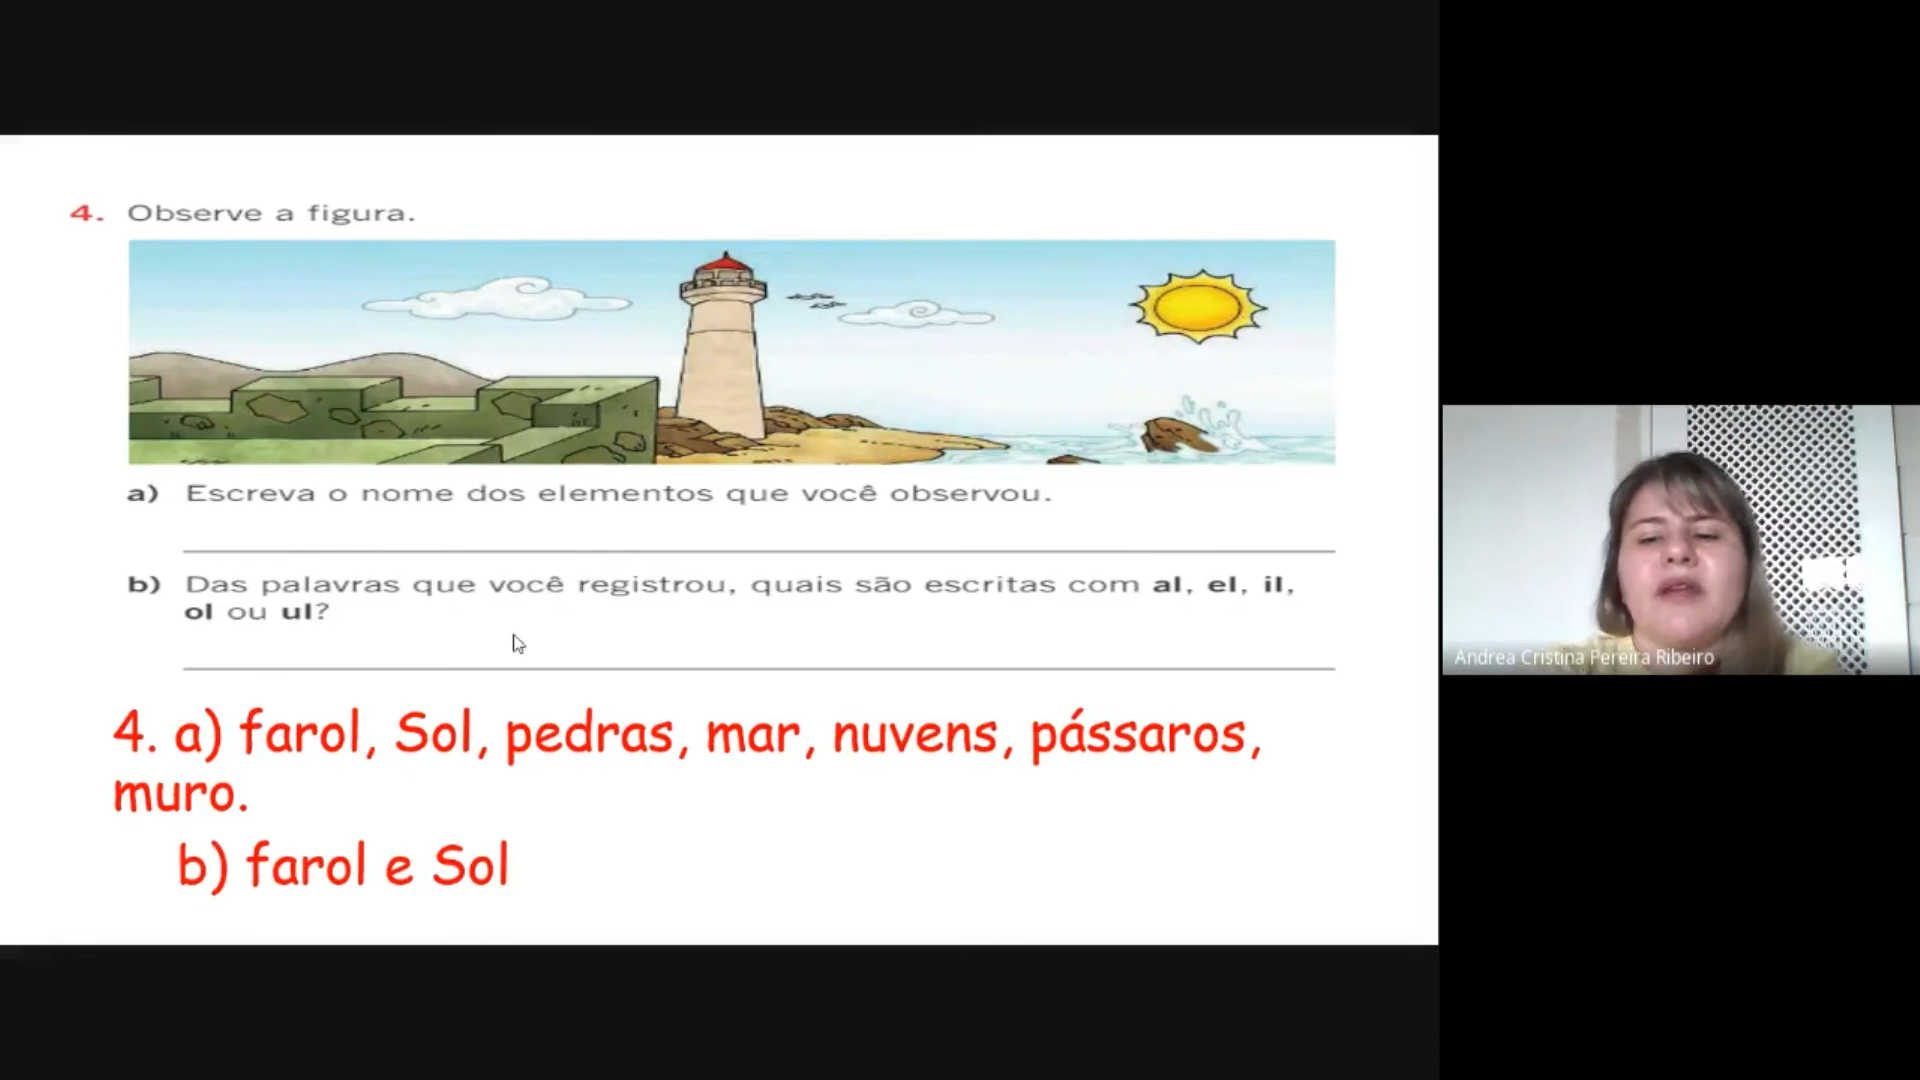 4. Observe a figura.
a) Escreva o nome dos elementos que você observou.
b) Das palavras que você registrou, quais são escritas com al, el, il,
ol ou ul?
4. a) farol, Sol, pedras, mar, nuvens, pássaros,
muro.
b) farol e Sol
Andrea Cristina Pereira Ribeiro